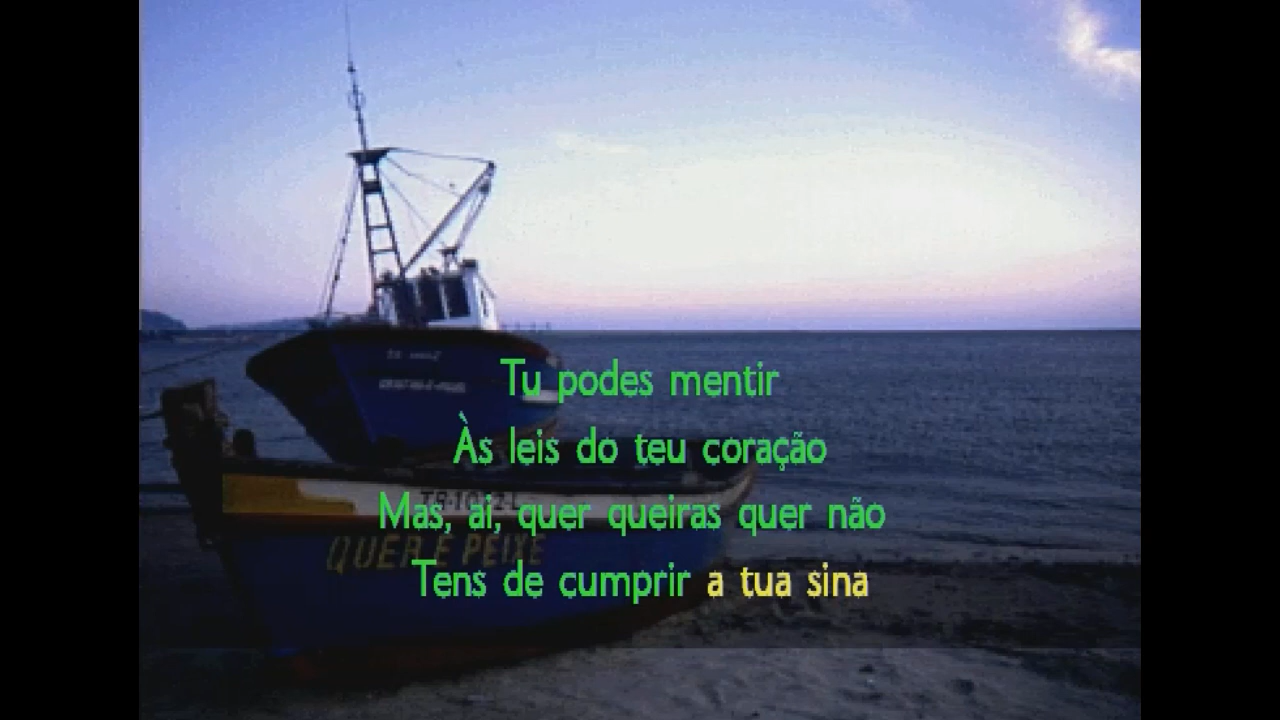 Tu podes mentir
Às leis do teu coração
Mas, ai, quer queiras quer não
QUER É PEIXE
Tens de cumprir a tua sina